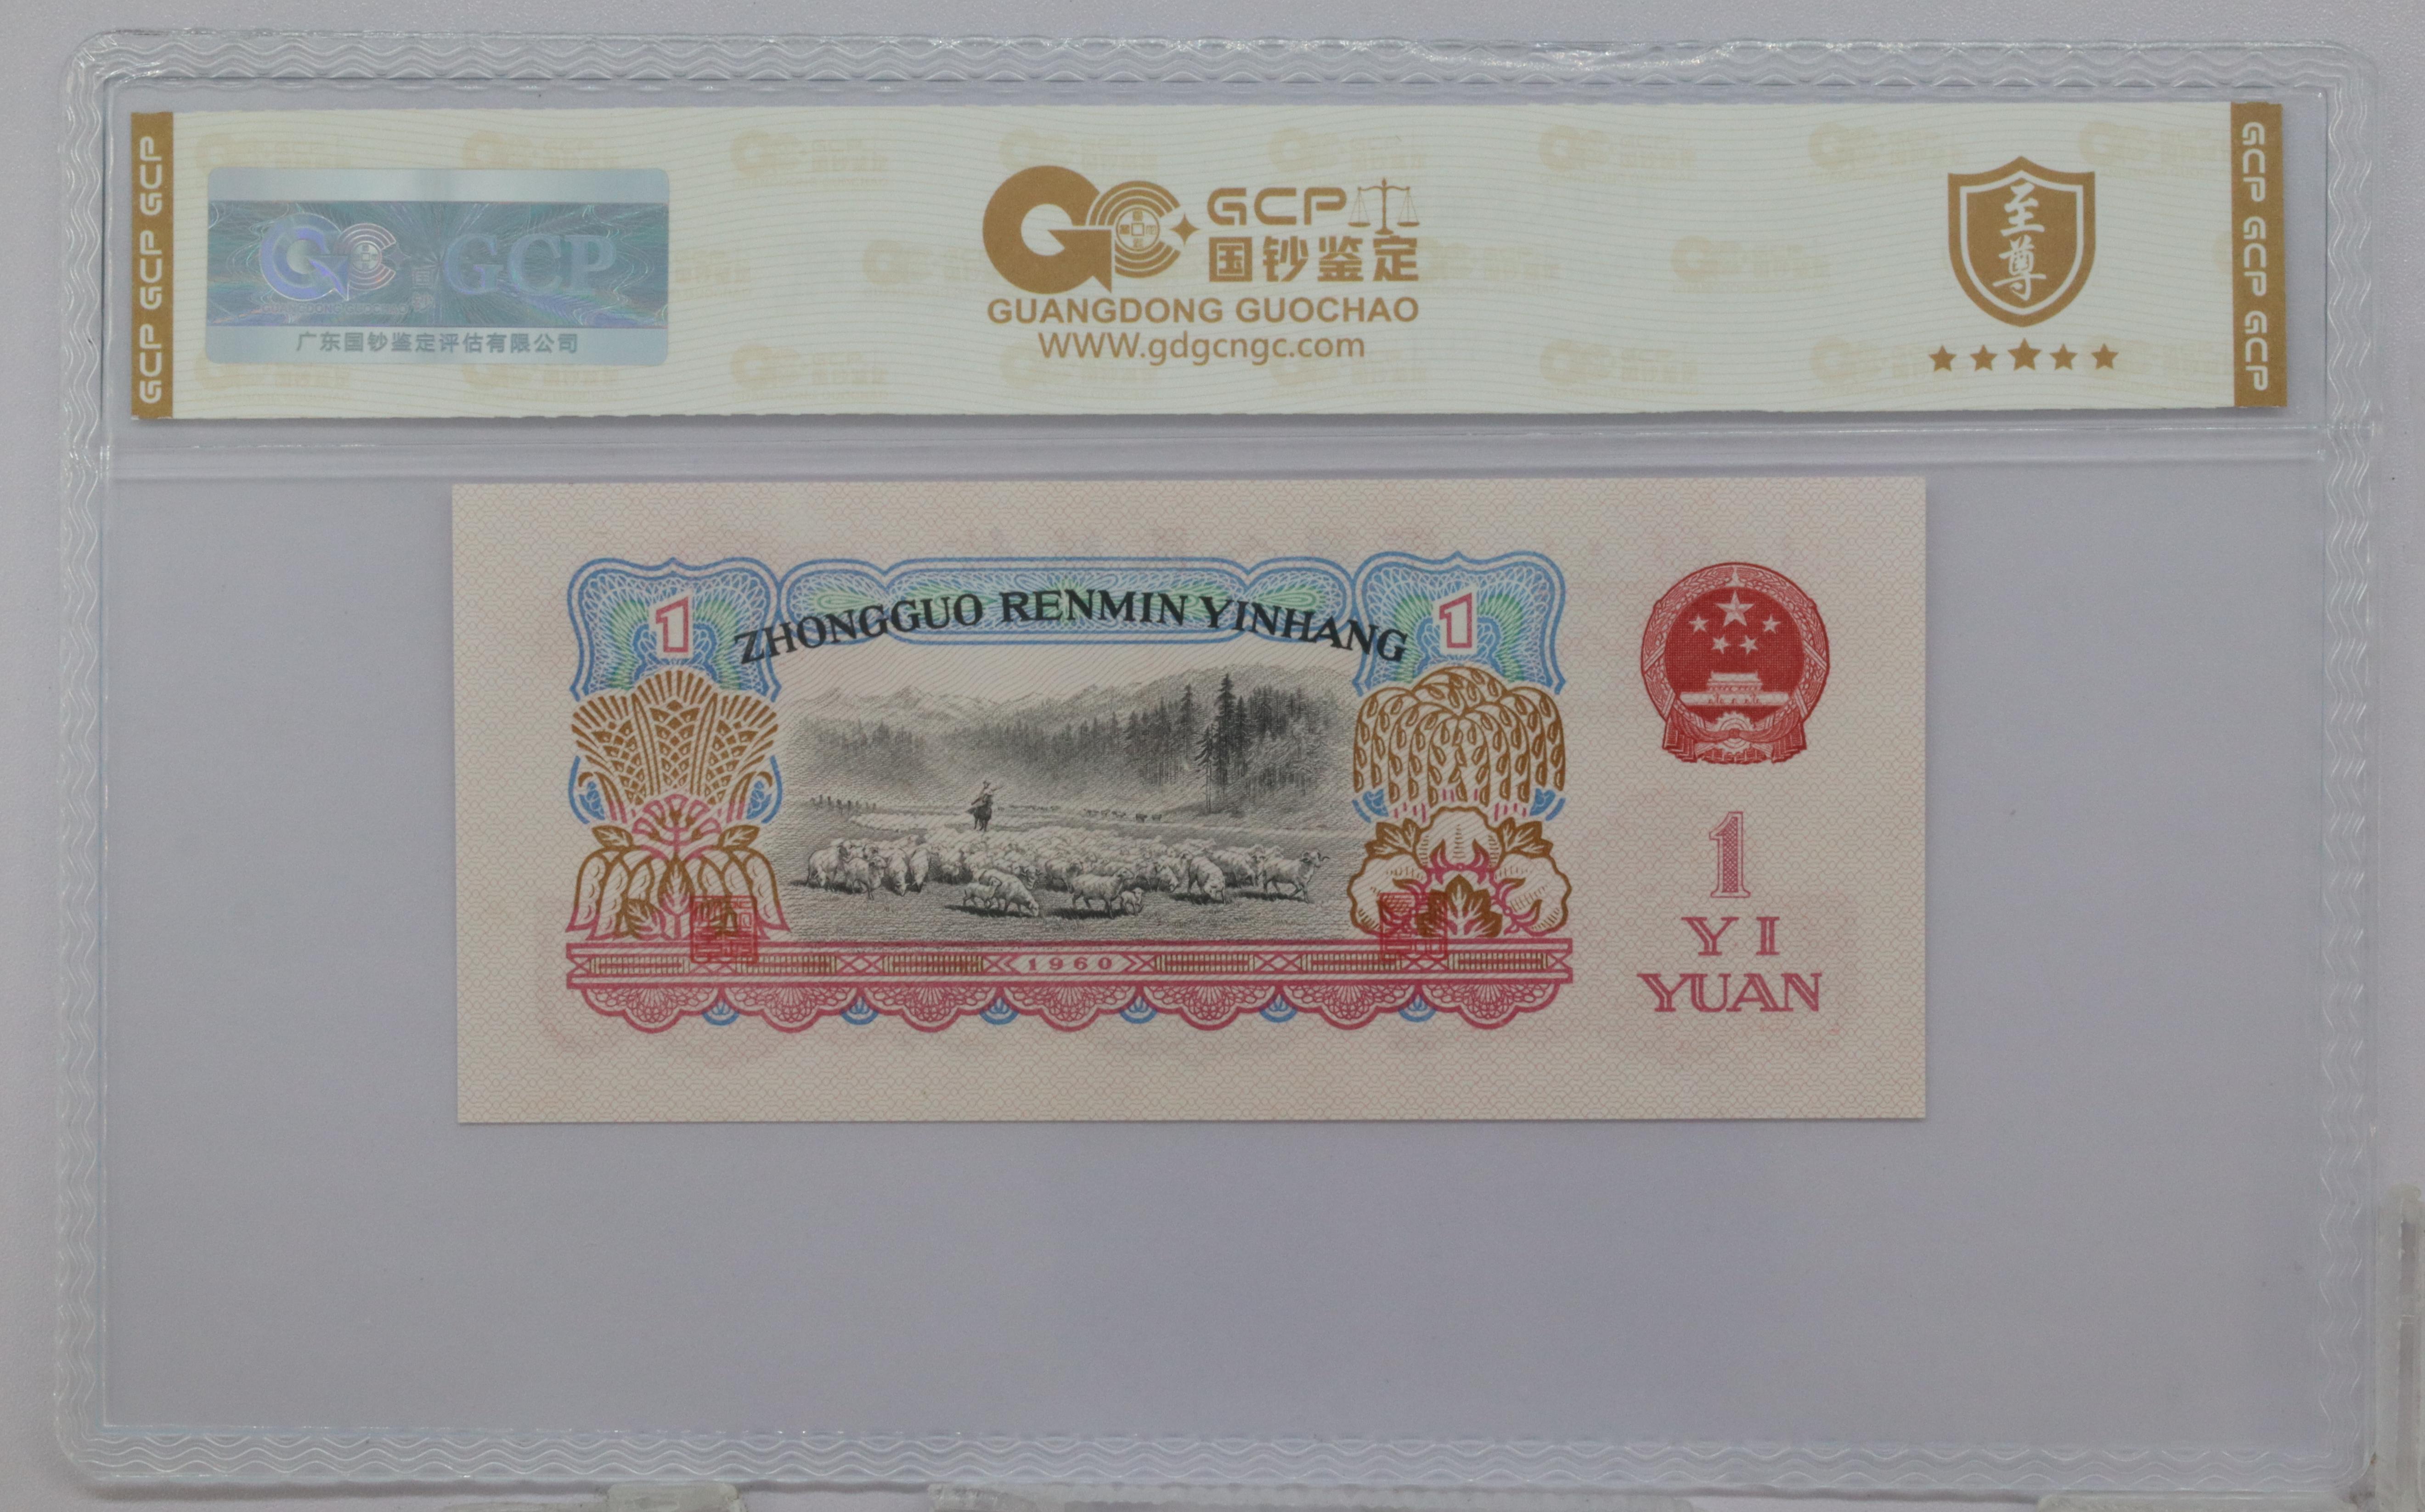 GCP GCP GCP
GCP
GUANGDONG GUOCHAO
广东国钞鉴定评估有限公司
GCP
国钞鉴定
GUANGDONG GUOCHAO
WWW.gdgcngc.com
至尊
GCP GCP GCP
1
ZHONGGUO RENMIN YINHANG
1
1960
1
YI
YUAN